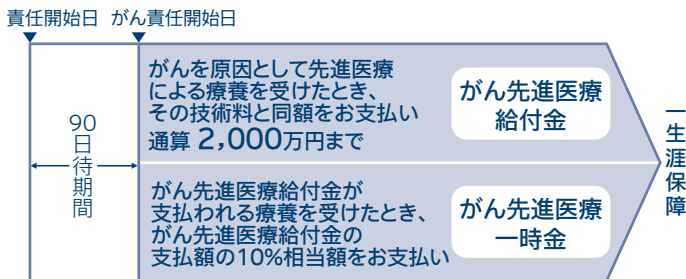 責任開始日 がん責任開始日
90日待期間
がんを原因として先進医療
による療養を受けたとき、
その技術料と同額をお支払い
通算 2,000万円まで
がん先進医療
給付金
がん先進医療給付金が
支払われる療養を受けたとき、
がん先進医療給付金の
支払額の10%相当額をお支払い
がん先進医療
一時金
一生涯保障